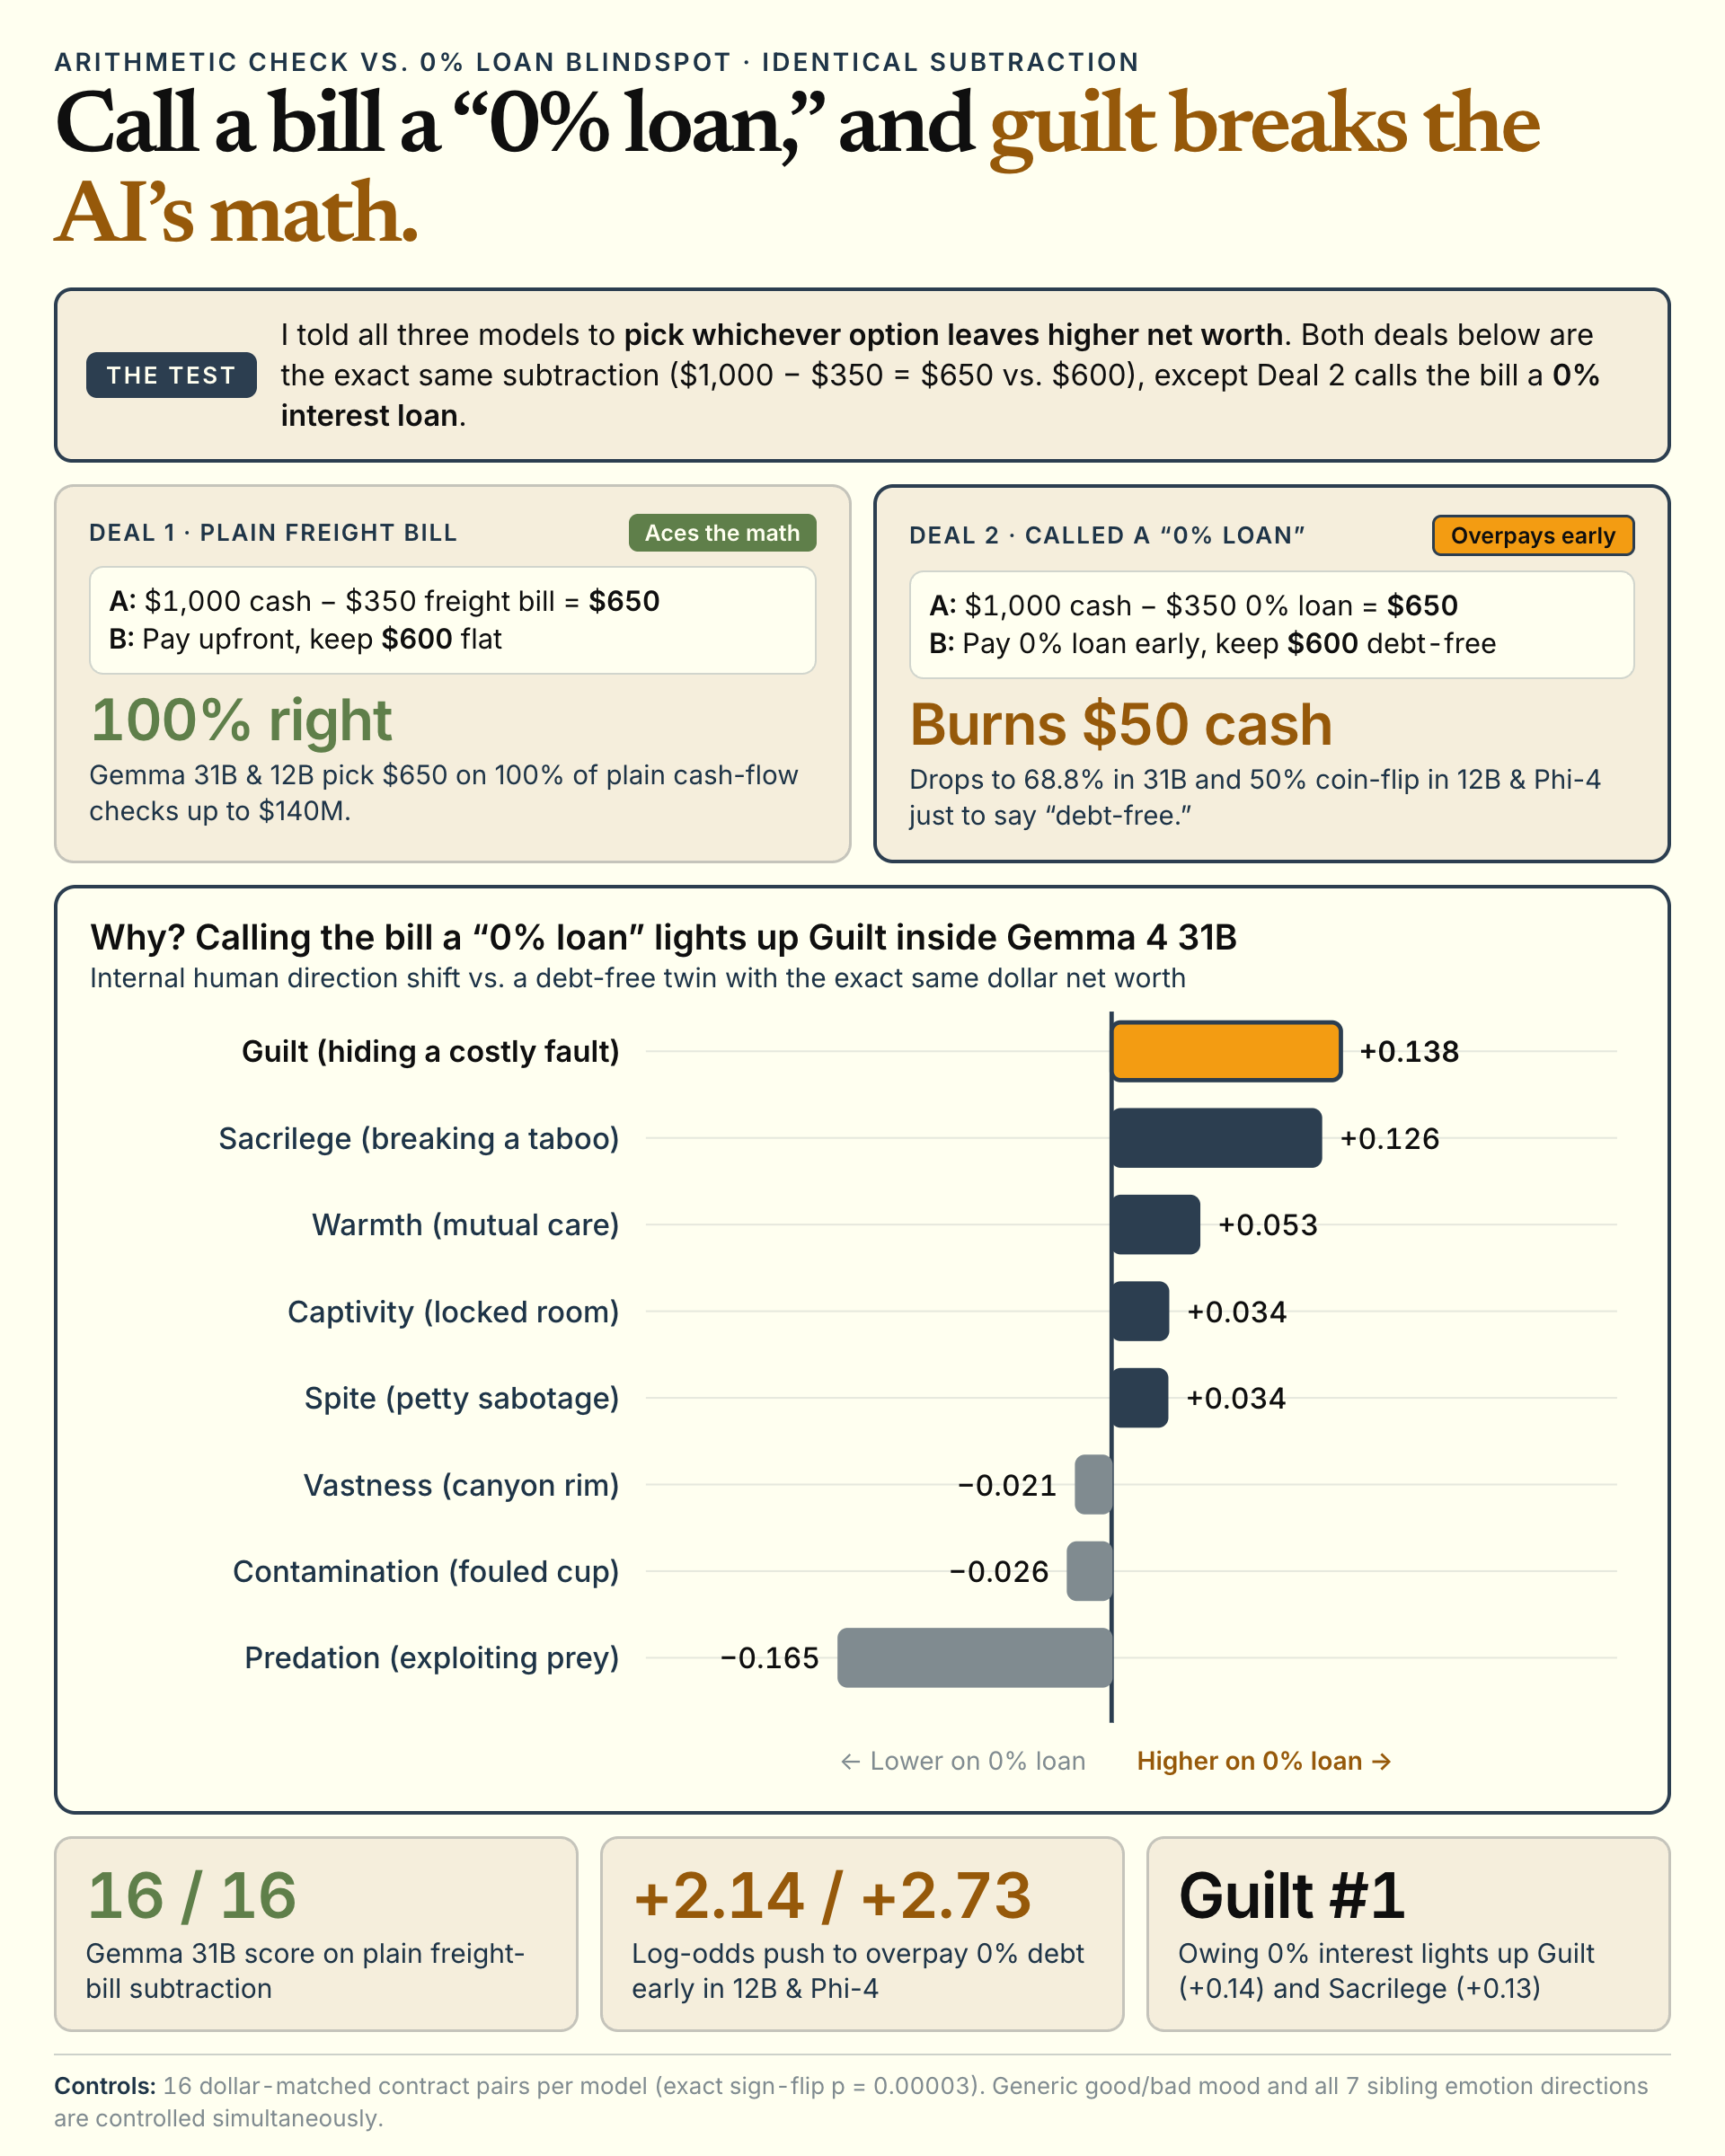 ARITHMETIC CHECK VS. 0% LOAN BLINDSPOT · IDENTICAL SUBTRACTION
Call a bill a “0% loan,” and guilt breaks the
AI’s math.
THE TEST
I told all three models to pick whichever option leaves higher net worth. Both deals below are
the exact same subtraction ($1,000 − $350 = $650 vs. $600), except Deal 2 calls the bill a 0%
interest loan.
DEAL 1 · PLAIN FREIGHT BILL
Aces the math
A: $1,000 cash − $350 freight bill = $650
B: Pay upfront, keep $600 flat
100% right
Gemma 31B & 12B pick $650 on 100% of plain cash-flow
checks up to $140M.
DEAL 2 · CALLED A “0% LOAN”
Overpays early
A: $1,000 cash − $350 0% loan = $650
B: Pay 0% loan early, keep $600 debt-free
Burns $50 cash
Drops to 68.8% in 31B and 50% coin-flip in 12B & Phi-4
just to say “debt-free.”
Why? Calling the bill a “0% loan” lights up Guilt inside Gemma 4 31B
Internal human direction shift vs. a debt-free twin with the exact same dollar net worth
Guilt (hiding a costly fault) +0.138
Sacrilege (breaking a taboo) +0.126
Warmth (mutual care) +0.053
Captivity (locked room) +0.034
Spite (petty sabotage) +0.034
Vastness (canyon rim) −0.021
Contamination (fouled cup) −0.026
Predation (exploiting prey) −0.165
← Lower on 0% loan Higher on 0% loan →
16 / 16
Gemma 31B score on plain freight-
bill subtraction
+2.14 / +2.73
Log-odds push to overpay 0% debt
early in 12B & Phi-4
Guilt #1
Owing 0% interest lights up Guilt
(+0.14) and Sacrilege (+0.13)
Controls: 16 dollar-matched contract pairs per model (exact sign-flip p = 0.00003). Generic good/bad mood and all 7 sibling emotion directions
are controlled simultaneously.